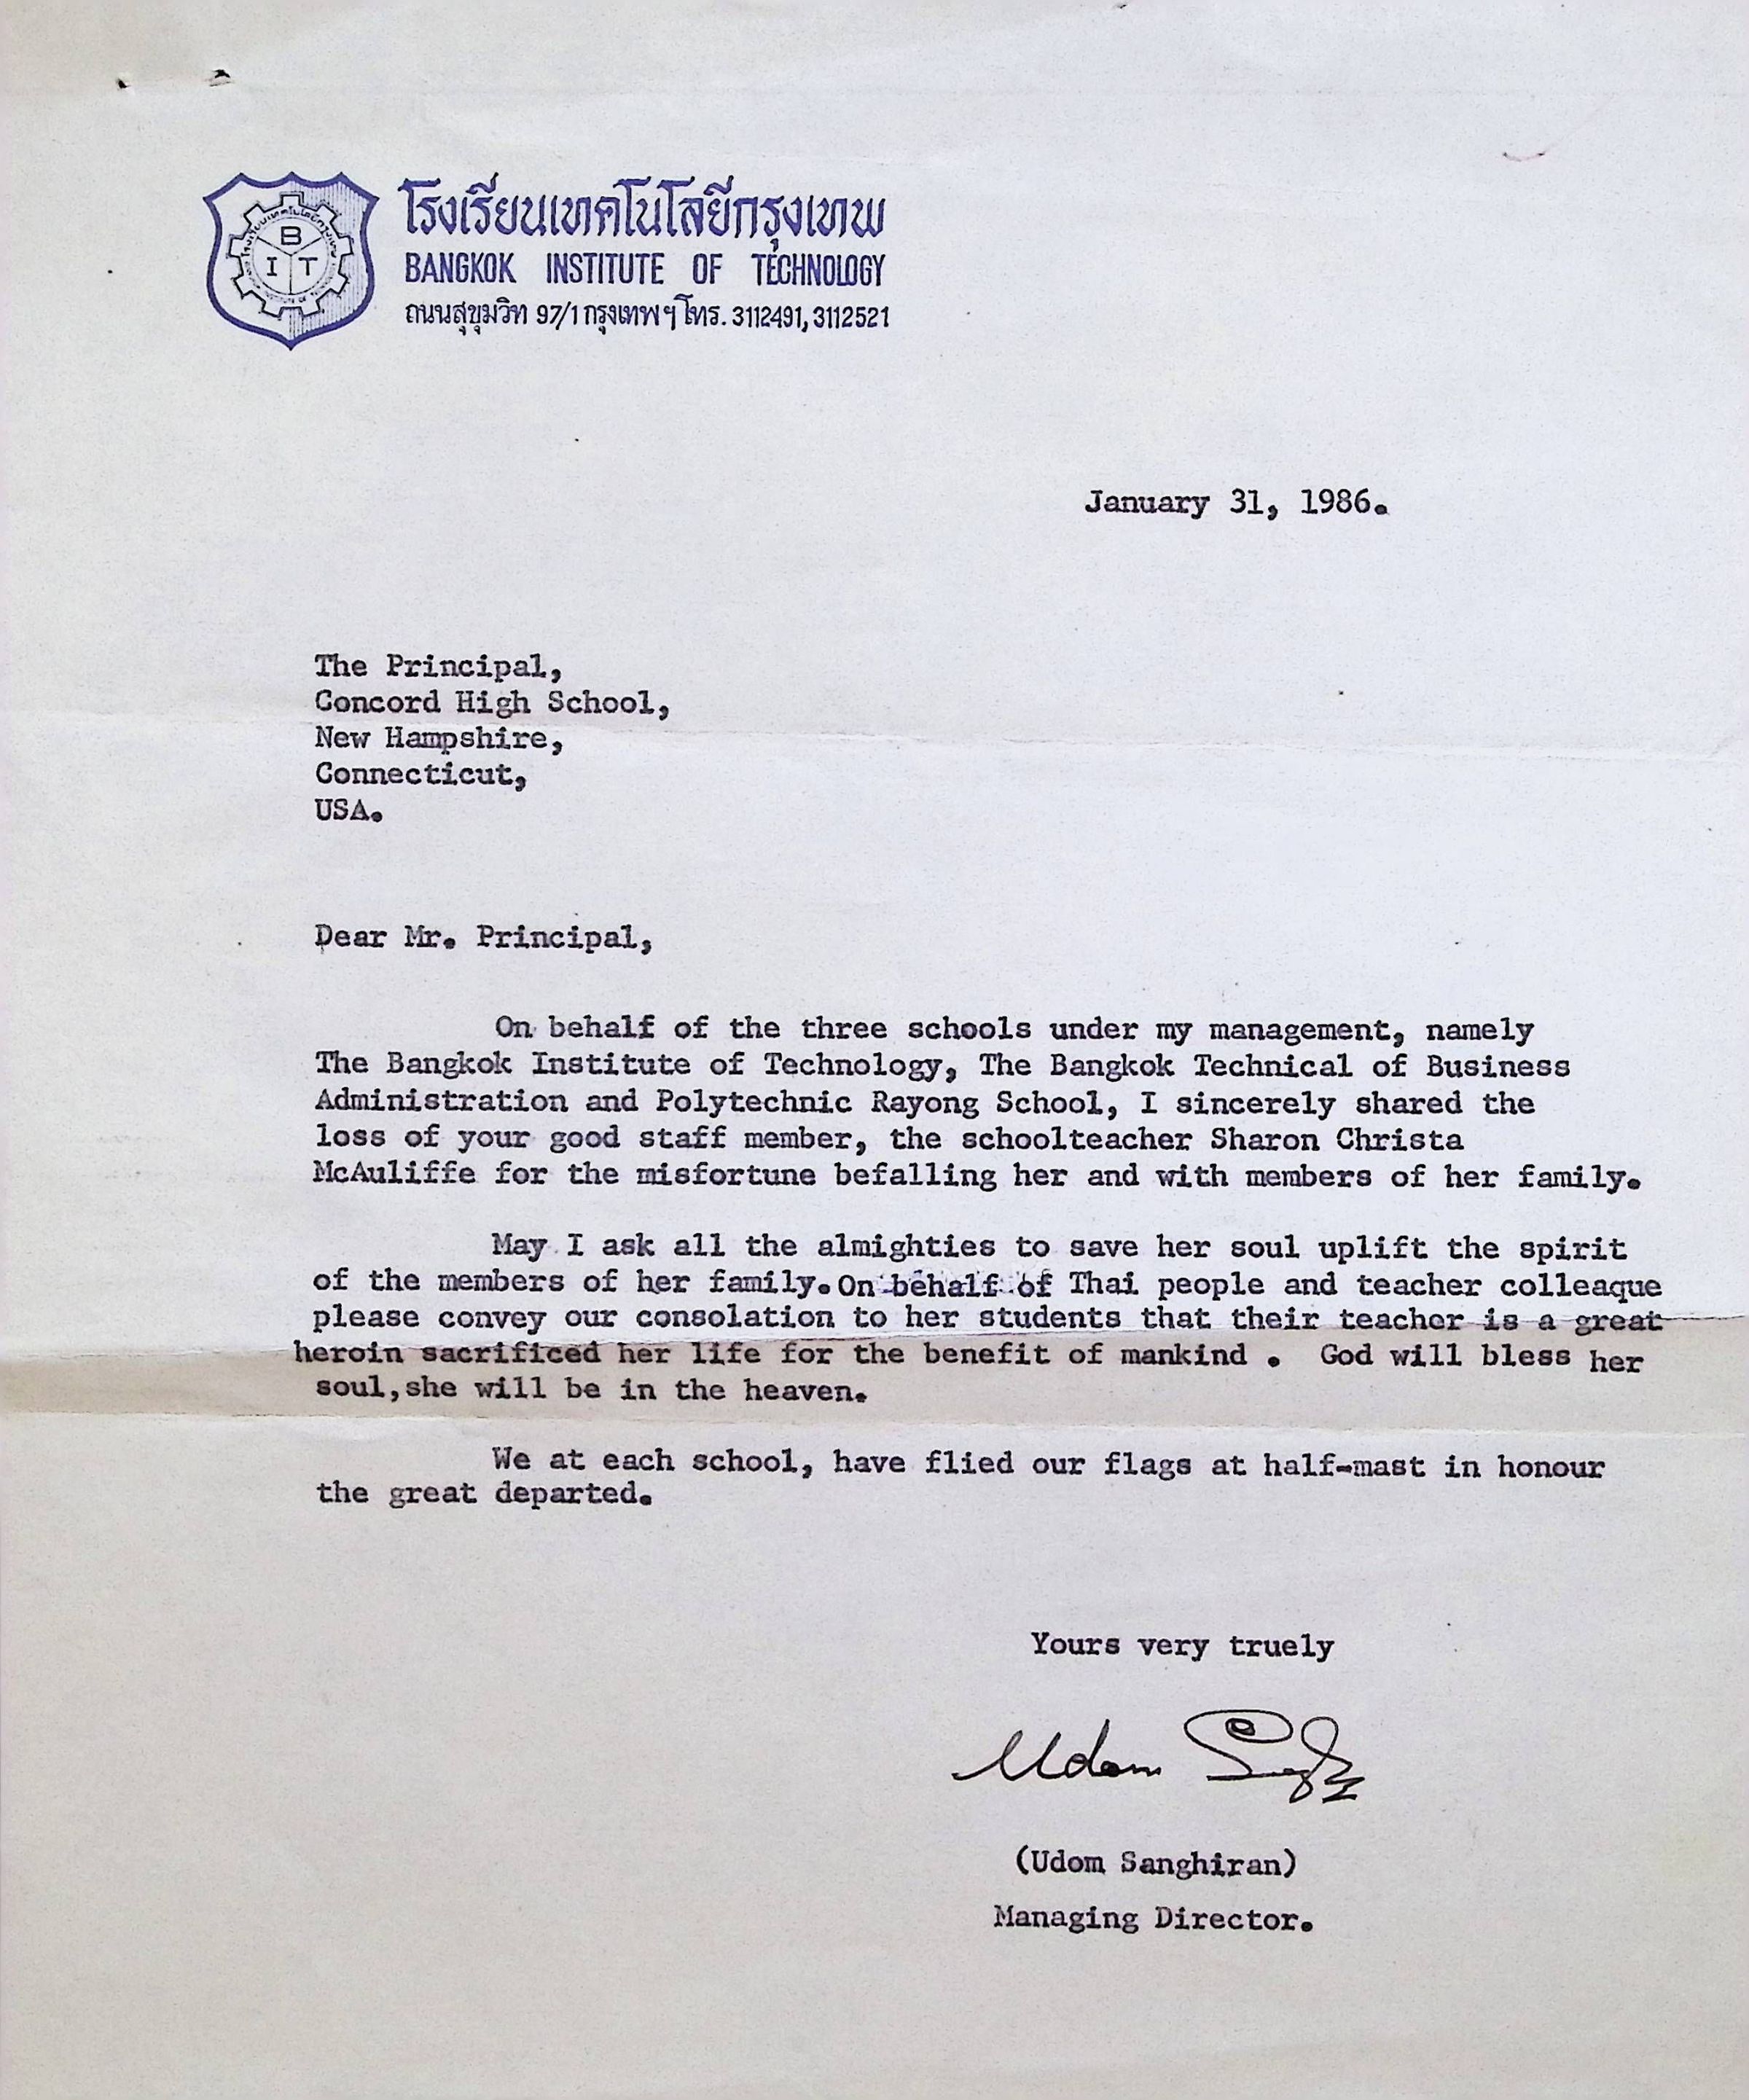 โรงเรียนเทคโนโลยีกรุงเทพ
BANGKOK INSTITUTE OF TECHNOLOGY
ถนนสุขุมวิท 97/1 กรุงเทพฯ โทร. 3112491, 3112521
B
I T
January 31, 1986.
The Principal,
Concord High School,
New Hampshire,
Connecticut,
USA.
Dear Mr. Principal,
On behalf of the three schools under my management, namely
The Bangkok Institute of Technology, The Bangkok Technical of Business
Administration and Polytechnic Rayong School, I sincerely shared the
loss of your good staff member, the schoolteacher Sharon Christa
McAuliffe for the misfortune befalling her and with members of her family.
May I ask all the almighties to save her soul uplift the spirit
of the members of her family. On behalf of Thai people and teacher colleaque
please convey our consolation to her students that their teacher is a great
heroin sacrificed her life for the benefit of mankind . God will bless her
soul,she will be in the heaven.
We at each school, have flied our flags at half-mast in honour
the great departed.
Yours very truely
Udom
(Udom Sanghiran)
Managing Director.